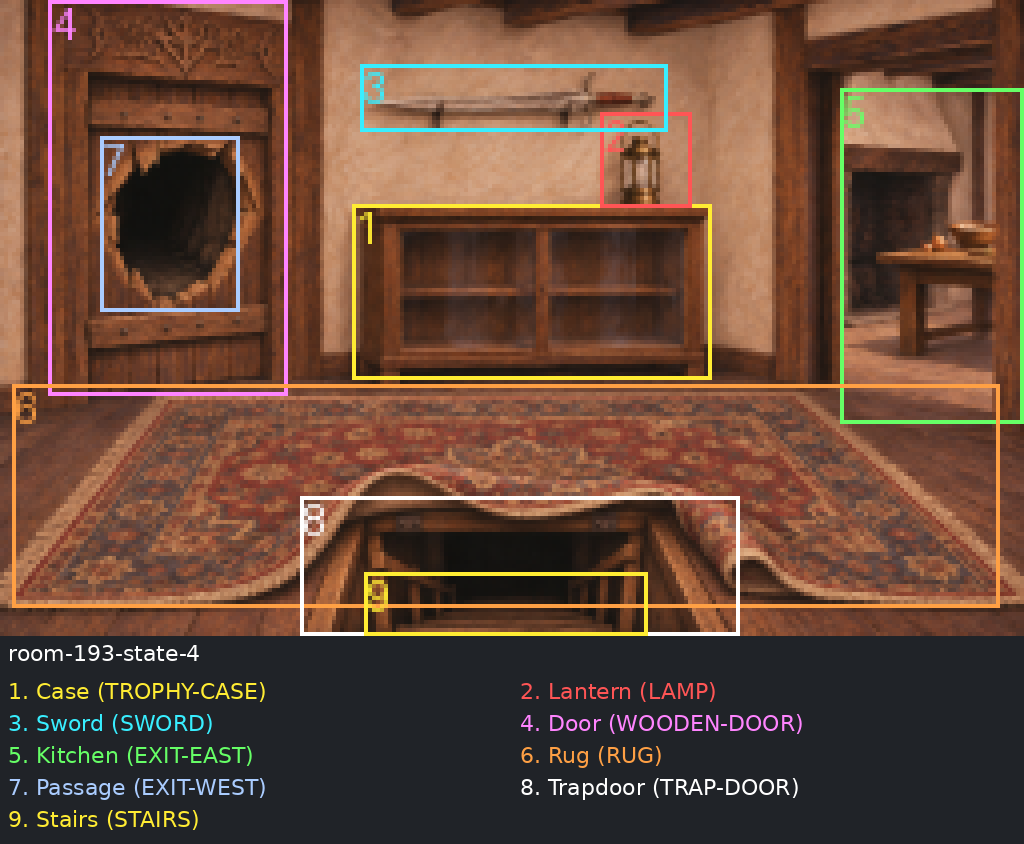 4
3
5
2
7
1
6
8
9
room-193-state-4
1. Case (TROPHY-CASE)
2. Lantern (LAMP)
3. Sword (SWORD)
4. Door (WOODEN-DOOR)
5. Kitchen (EXIT-EAST)
6. Rug (RUG)
7. Passage (EXIT-WEST)
8. Trapdoor (TRAP-DOOR)
9. Stairs (STAIRS)